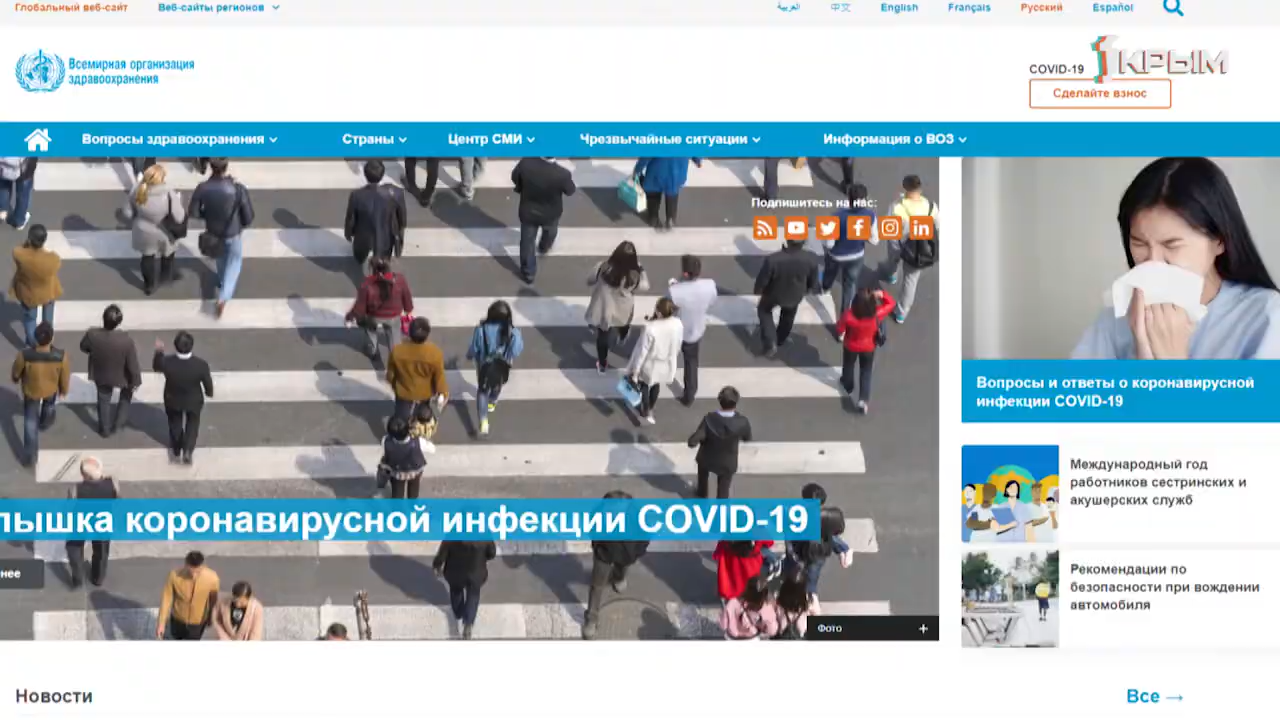 Глобальный веб-сайт
Веб-сайты регионов
العربية
中文
English
Français
Русский
Español
Всемирная организация
здравоохранения
COVID-19
1КРЫМ
Сделайте взнос
Вопросы здравоохранения
Страны
Центр СМИ
Чрезвычайные ситуации
Информация о ВОЗ
Подпишитесь на нас:
Вопросы и ответы о коронавирусной
инфекции COVID-19
Международный год
работников сестринских и
акушерских служб
пышка коронавирусной инфекции COVID-19
нее
Рекомендации по
безопасности при вождении
автомобиля
Фото +
Новости
Все →